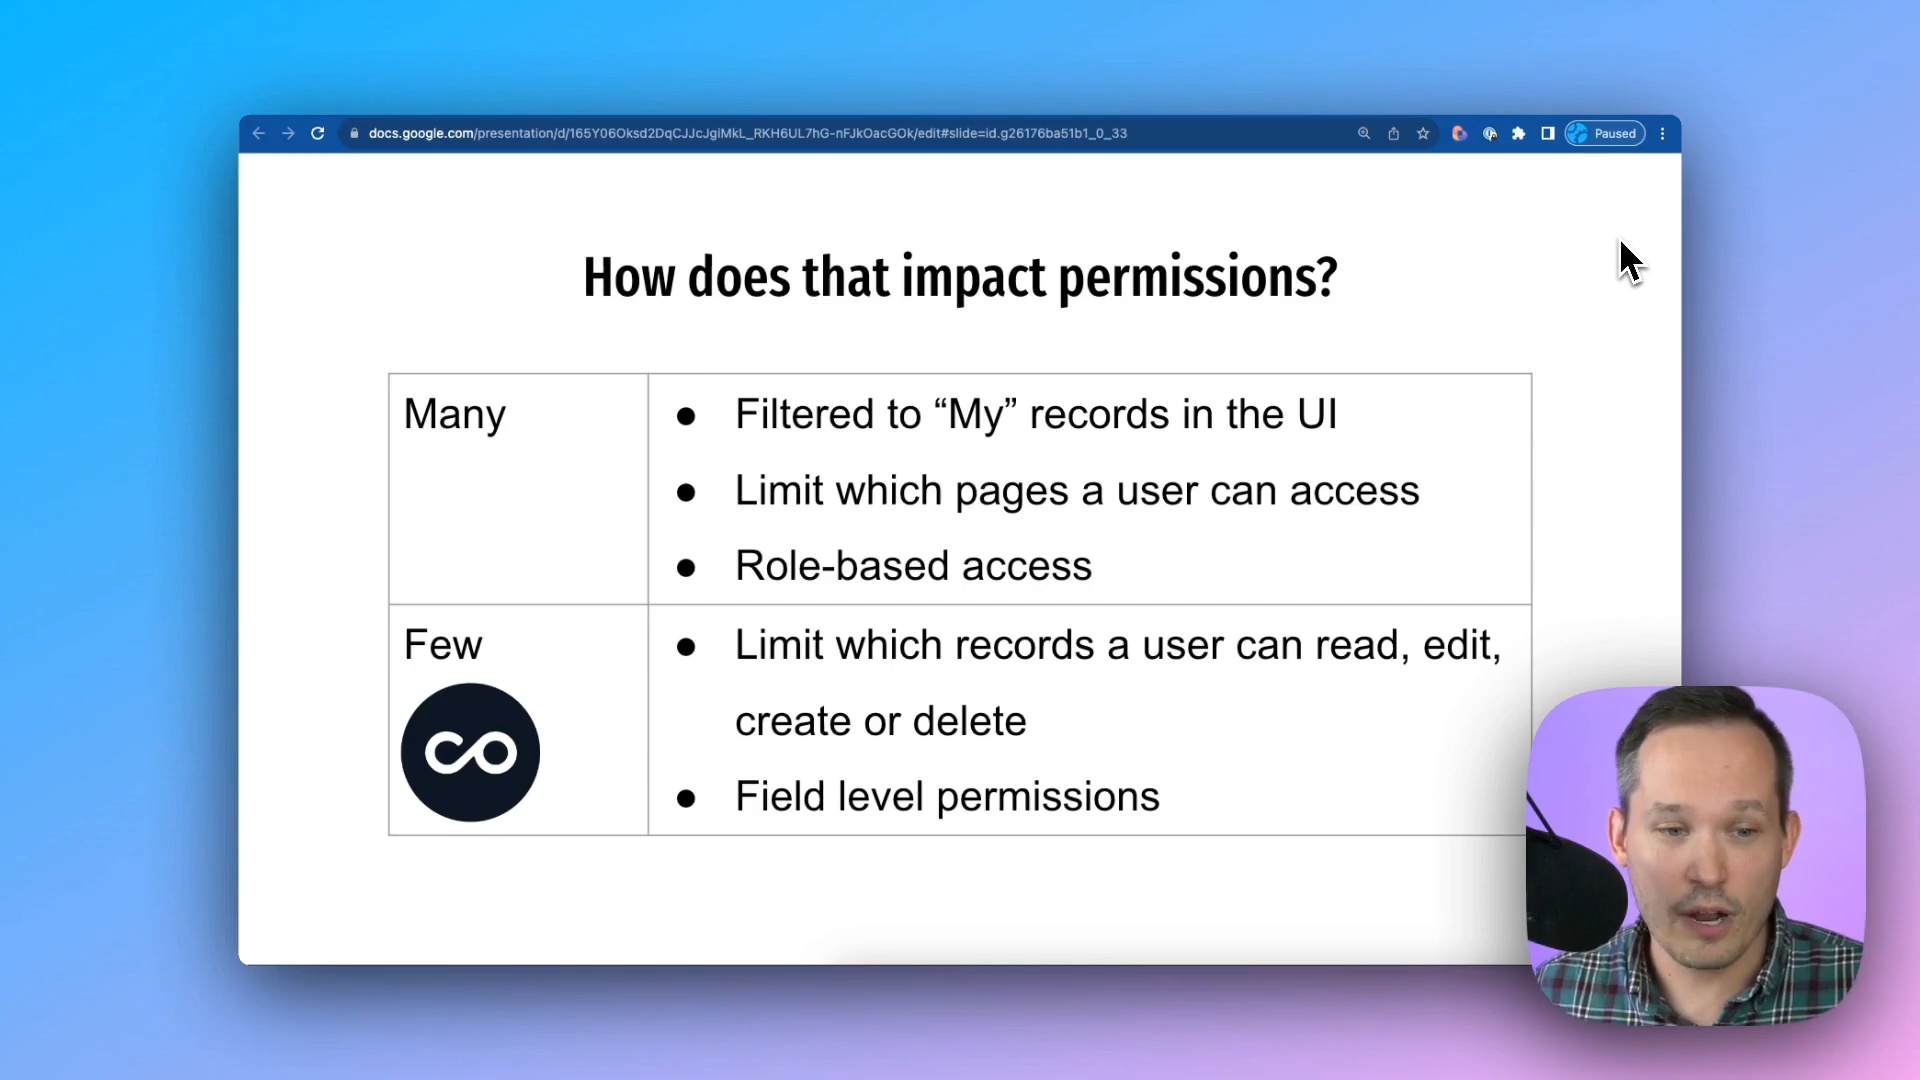 docs.google.com/presentation/d/165Y06Oksd2DqCJJcJgiMkL_RKH6UL7hG-nFJkOacGOk/edit#slide=id.g26176ba51b1_0_33
Paused
How does that impact permissions?
Many
● Filtered to “My” records in the UI
● Limit which pages a user can access
● Role-based access
Few
● Limit which records a user can read, edit,
create or delete
● Field level permissions